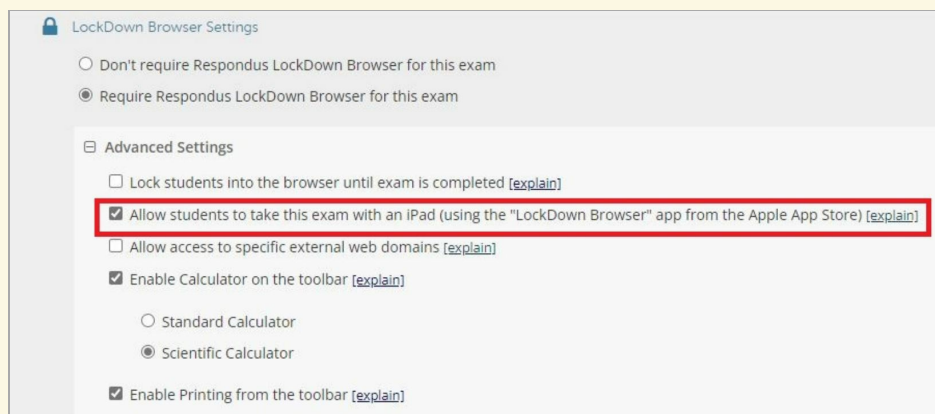 LockDown Browser Settings
Don't require Respondus LockDown Browser for this exam
Require Respondus LockDown Browser for this exam
Advanced Settings
Lock students into the browser until exam is completed [explain]
Allow students to take this exam with an iPad (using the "LockDown Browser" app from the Apple App Store) [explain]
Allow access to specific external web domains [explain]
Enable Calculator on the toolbar [explain]
Standard Calculator
Scientific Calculator
Enable Printing from the toolbar [explain]